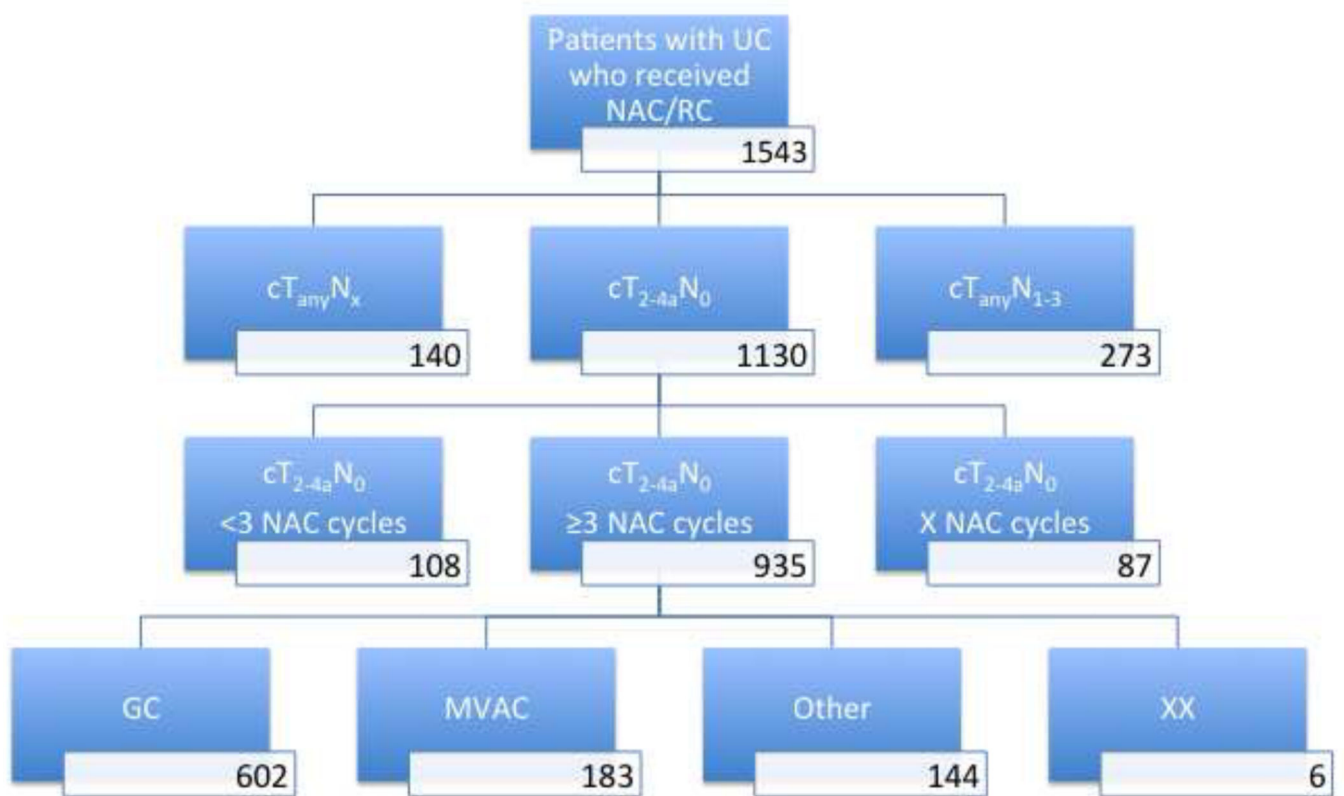 Patients with UC
who received
NAC/RC
1543
cTanyNx
140
cT2-4aN0
1130
cTanyN1-3
273
cT2-4aN0
<3 NAC cycles
108
cT2-4aN0
≥3 NAC cycles
935
cT2-4aN0
X NAC cycles
87
GC
602
MVAC
183
Other
144
XX
6